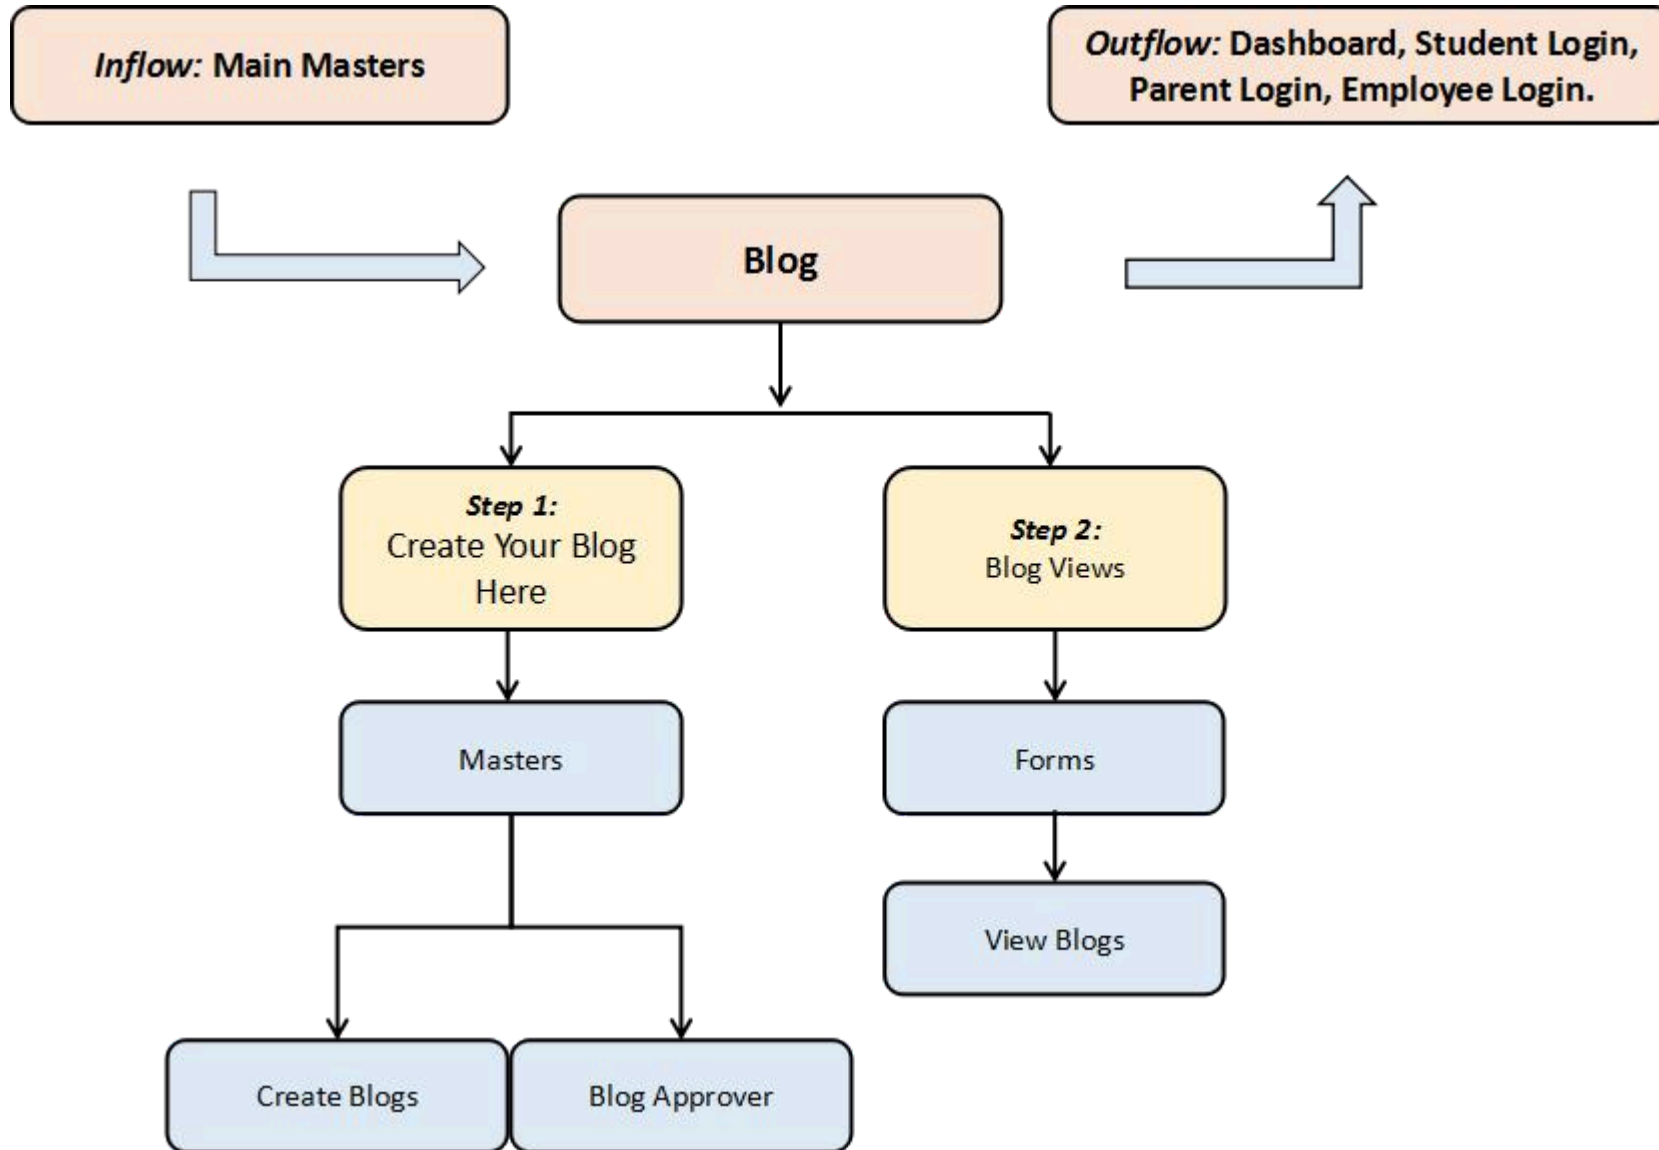 Inflow: Main Masters
Outflow: Dashboard, Student Login,
Parent Login, Employee Login.
Blog
Step 1:
Create Your Blog
Here
Step 2:
Blog Views
Masters
Forms
View Blogs
Create Blogs
Blog Approver